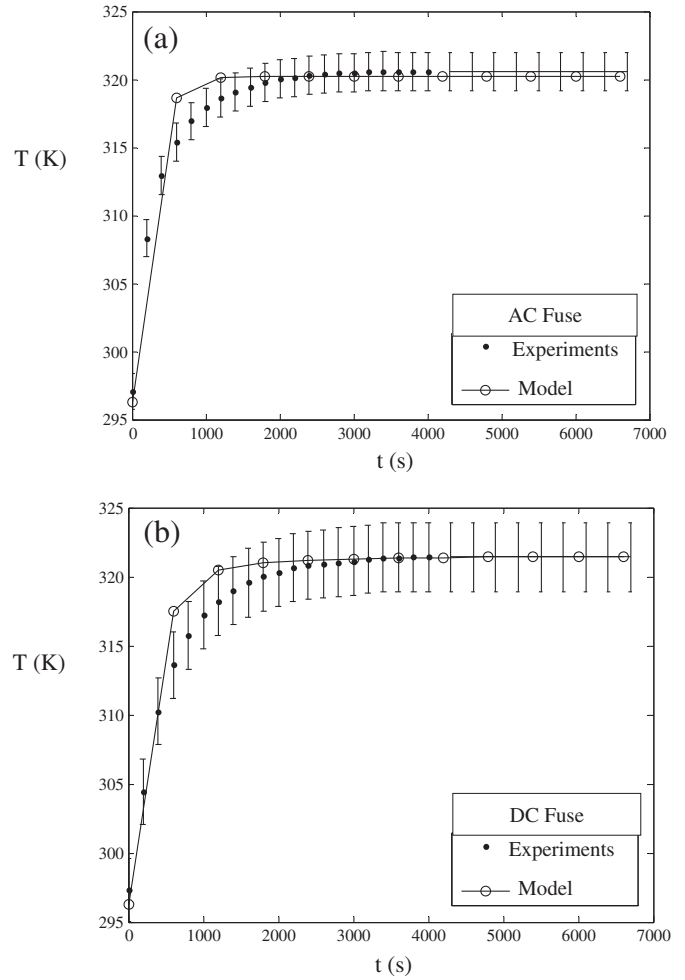 (a)
325
320
315
310
305
300
295
T (K)
AC Fuse
Experiments
Model
0 1000 2000 3000 4000 5000 6000 7000
t (s)
(b)
325
320
315
310
305
300
295
T (K)
DC Fuse
Experiments
Model
0 1000 2000 3000 4000 5000 6000 7000
t (s)